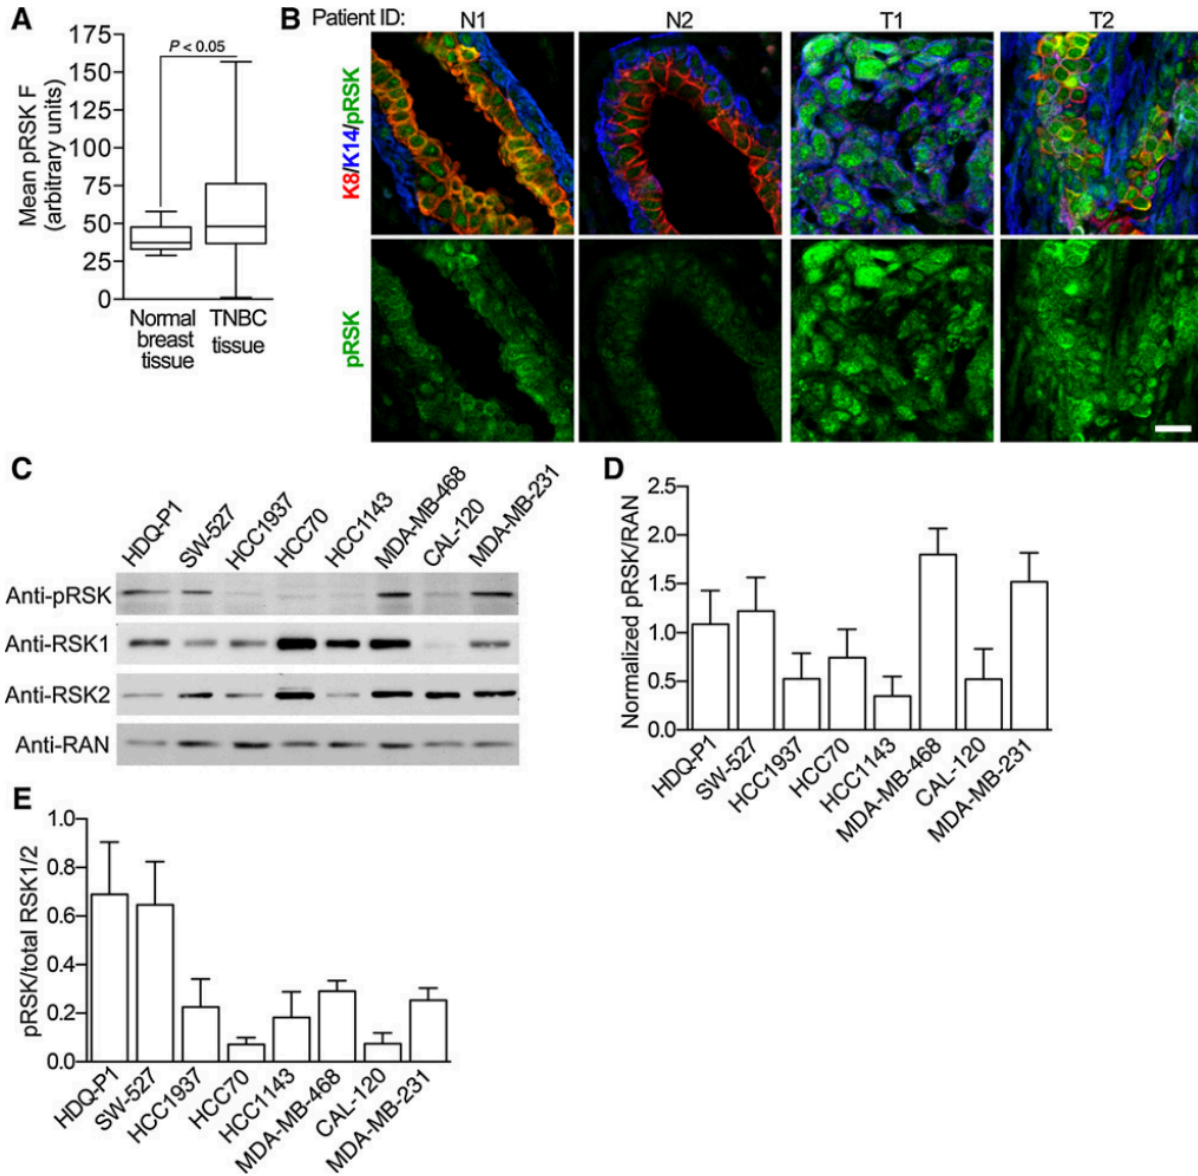 A
175
150
125
100
75
50
25
0
Mean pRSK F
(arbitrary units)
P < 0.05
Normal
breast
tissue
TNBC
tissue
B
Patient ID: N1 N2 T1 T2
K8/K14/pRSK
pRSK
C
HDQ-P1
SW-527
HCC1937
HCC70
HCC1143
MDA-MB-468
CAL-120
MDA-MB-231
Anti-pRSK
Anti-RSK1
Anti-RSK2
Anti-RAN
D
Normalized pRSK/RAN
2.5
2.0
1.5
1.0
0.5
0.0
HDQ-P1
SW-527
HCC1937
HCC70
HCC1143
MDA-MB-468
CAL-120
MDA-MB-231
E
pRSK/total RSK1/2
1.0
0.8
0.6
0.4
0.2
0.0
HDQ-P1
SW-527
HCC1937
HCC70
HCC1143
MDA-MB-468
CAL-120
MDA-MB-231